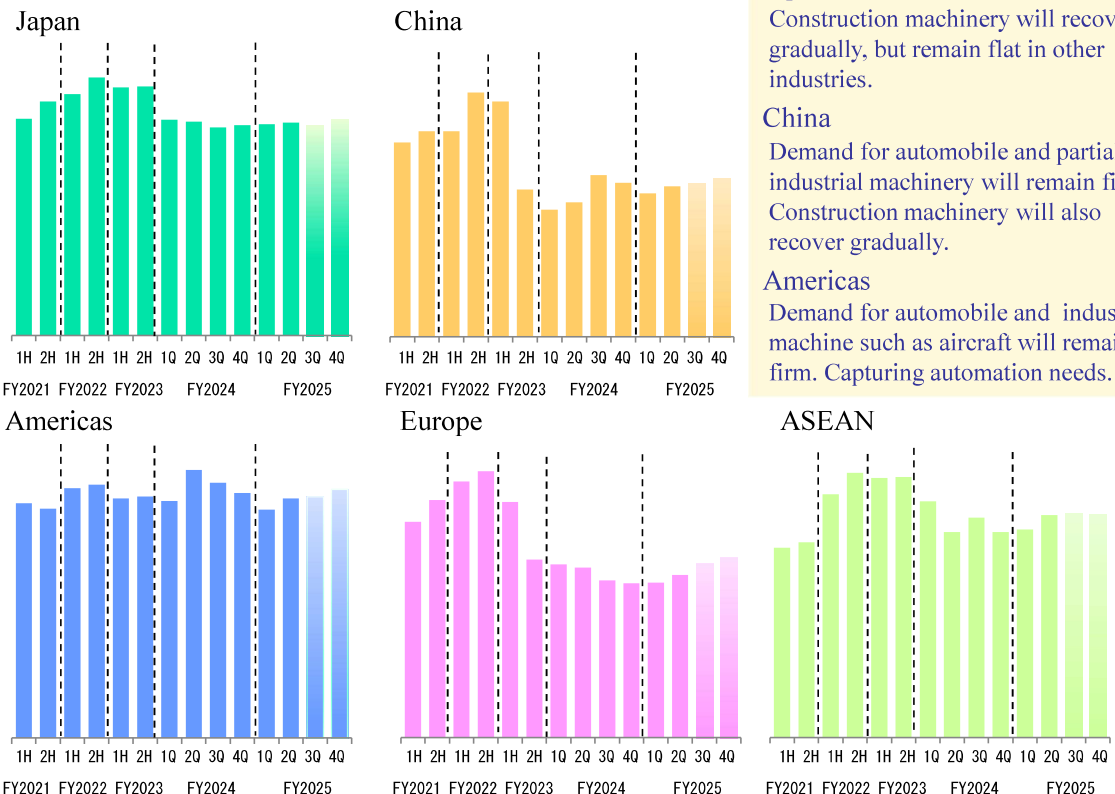 Japan
1H 2H 1H 2H 1H 2H 1Q 2Q 3Q 4Q 1Q 2Q 3Q 4Q
FY2021 FY2022 FY2023 FY2024 FY2025
China
1H 2H 1H 2H 1H 2H 1Q 2Q 3Q 4Q 1Q 2Q 3Q 4Q
FY2021 FY2022 FY2023 FY2024 FY2025
Construction machinery will recov
gradually, but remain flat in other
industries.
China
Demand for automobile and partia
industrial machinery will remain fi
Construction machinery will also
recover gradually.
Americas
Demand for automobile and indus
machine such as aircraft will remai
firm. Capturing automation needs.
Americas
1H 2H 1H 2H 1H 2H 1Q 2Q 3Q 4Q 1Q 2Q 3Q 4Q
FY2021 FY2022 FY2023 FY2024 FY2025
Europe
1H 2H 1H 2H 1H 2H 1Q 2Q 3Q 4Q 1Q 2Q 3Q 4Q
FY2021 FY2022 FY2023 FY2024 FY2025
ASEAN
1H 2H 1H 2H 1H 2H 1Q 2Q 3Q 4Q 1Q 2Q 3Q 4Q
FY2021 FY2022 FY2023 FY2024 FY2025